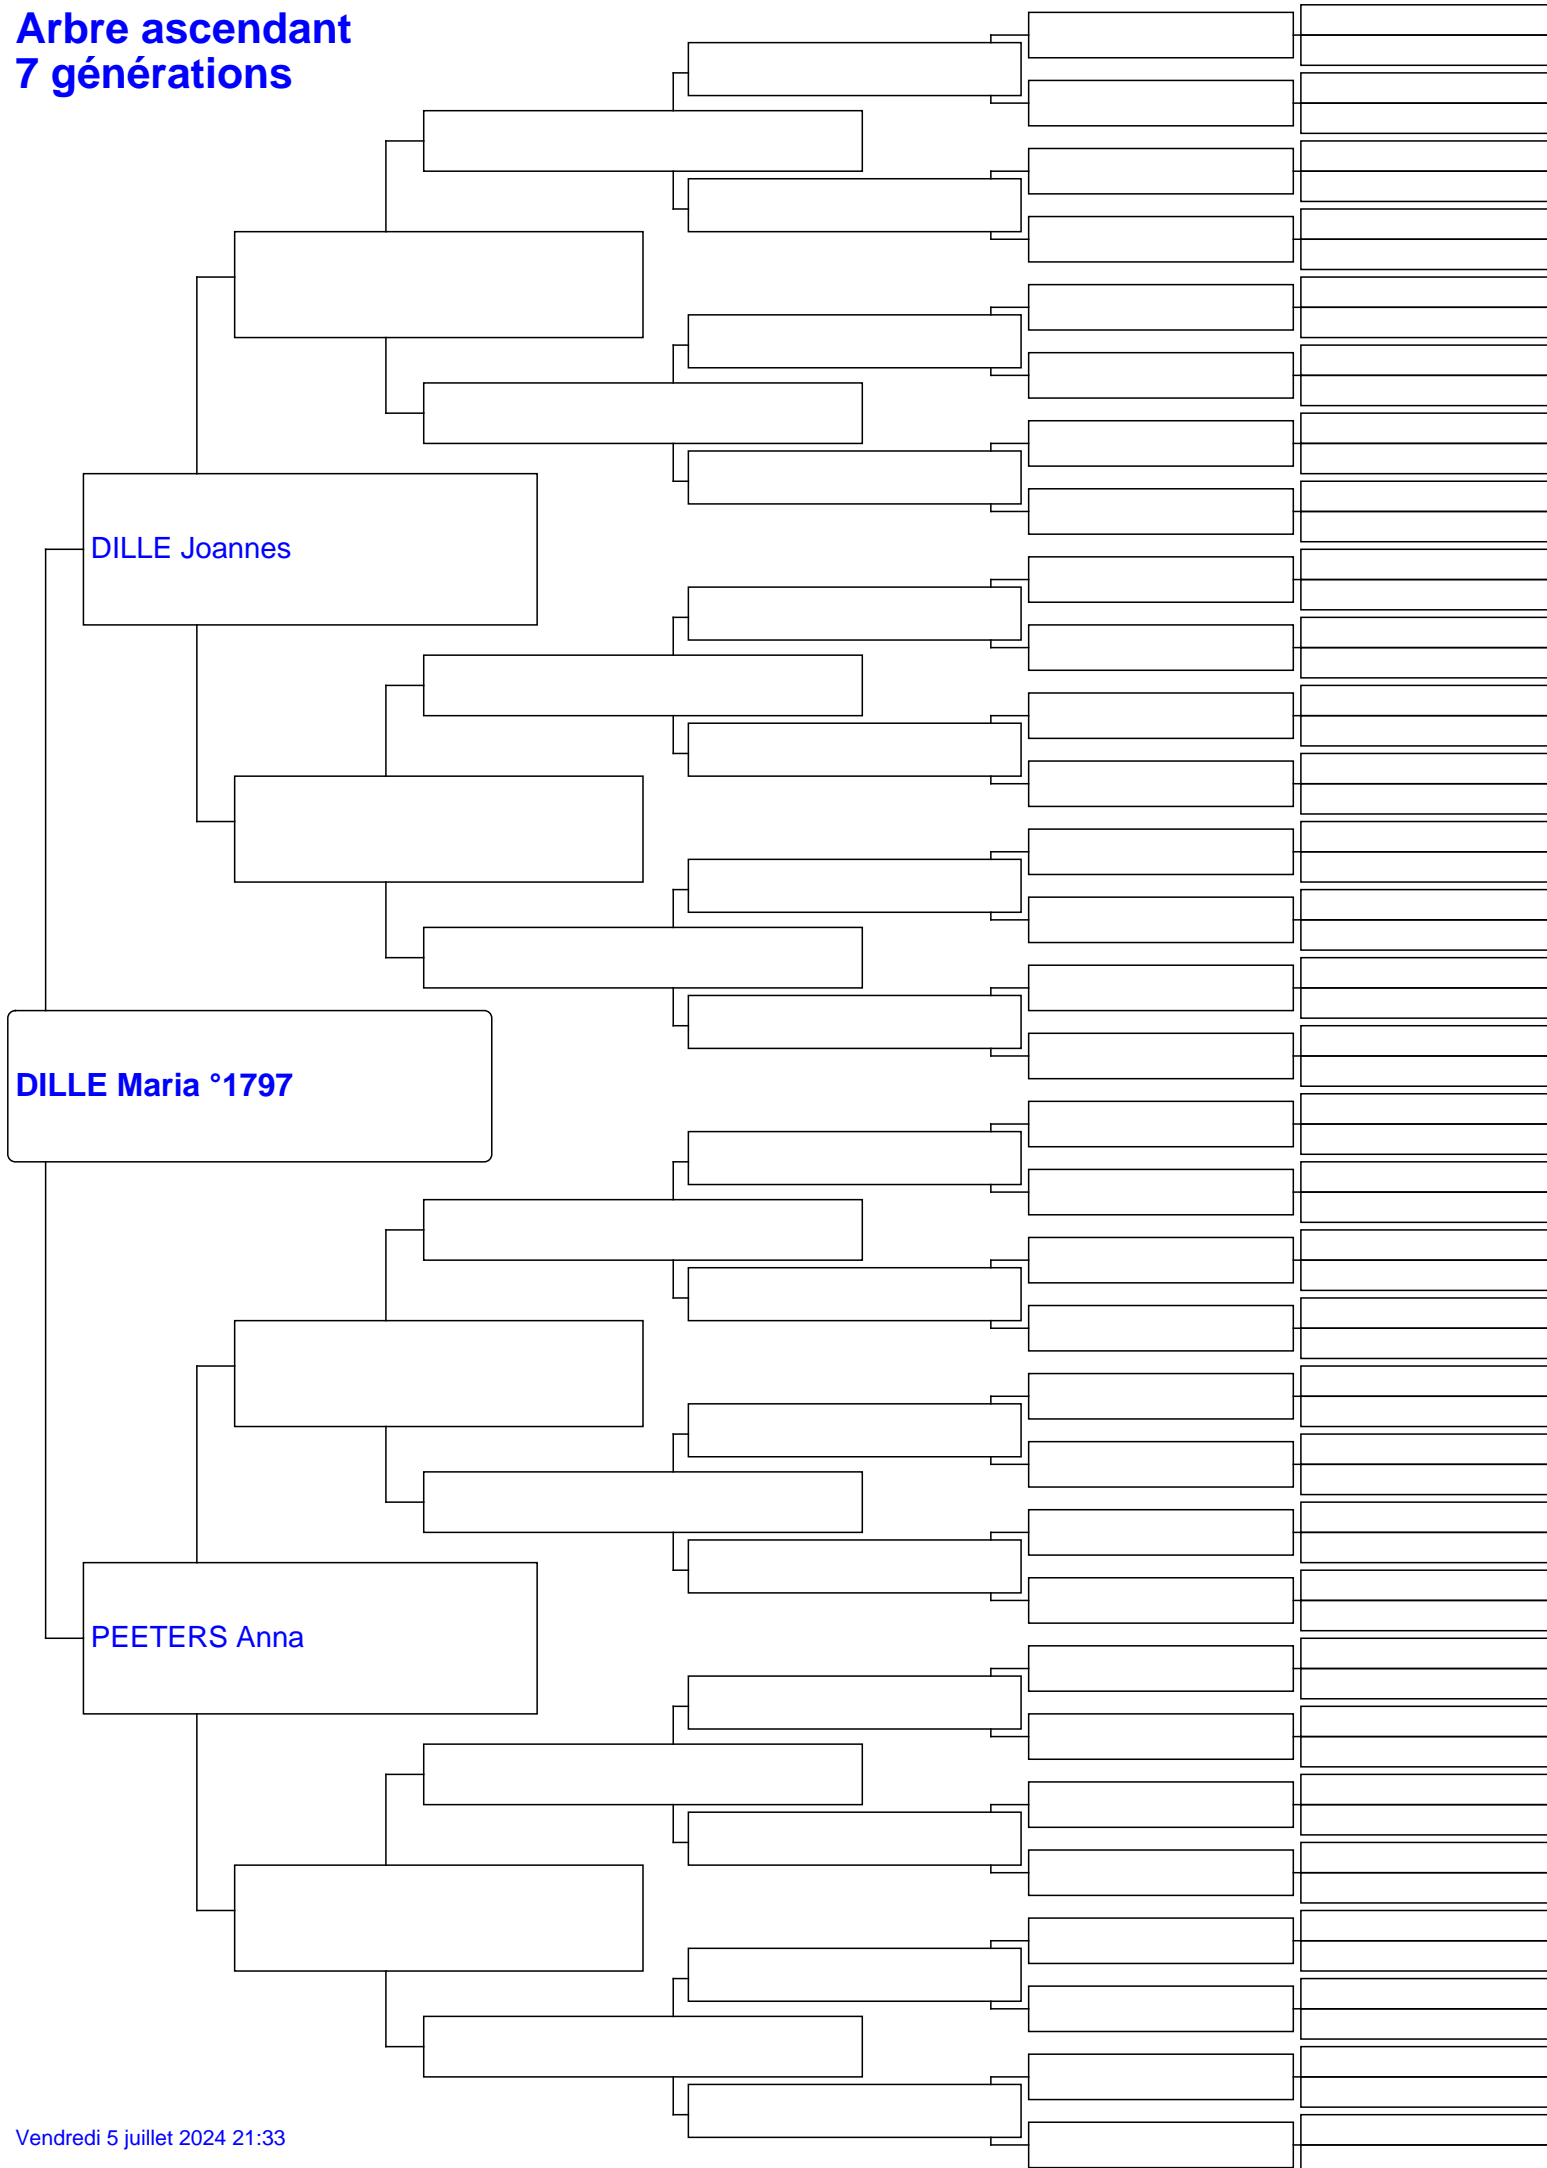 Arbre ascendant
7 générations
DILLE Joannes
DILLE Maria °1797
PEETERS Anna
Vendredi 5 juillet 2024 21:33